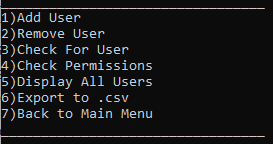 1)Add User
2)Remove User
3)Check For User
4)Check Permissions
5)Display All Users
6)Export to .csv
7)Back to Main Menu